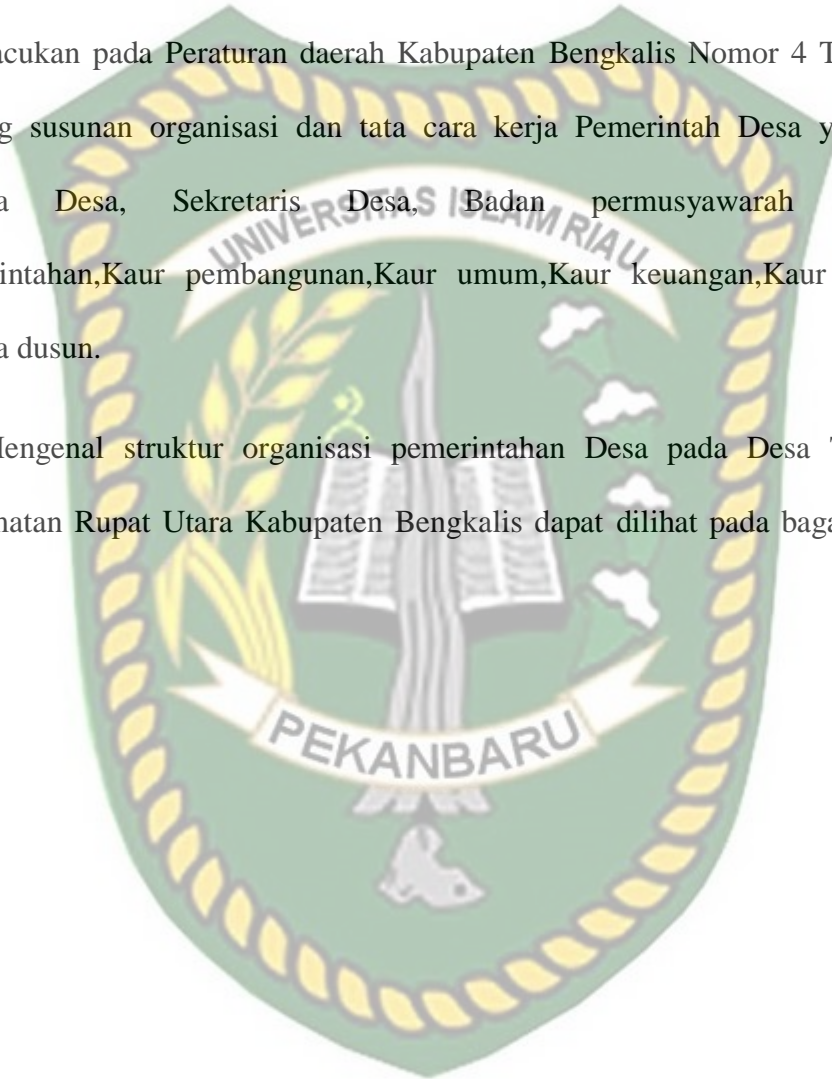 acukan pada Peraturan daerah Kabupaten Bengkalis Nomor 4 T
g susunan organisasi dan tata cara kerja Pemerintah Desa y
a Desa, Sekretaris Desa, Badan permusyawarah
UNIVERSITAS ISLAM RIAU
intahan,Kaur pembangunan,Kaur umum,Kaur keuangan,Kaur
a dusun.
Mengenal struktur organisasi pemerintahan Desa pada Desa T
natan Rupat Utara Kabupaten Bengkalis dapat dilihat pada baga
PEKANBARU